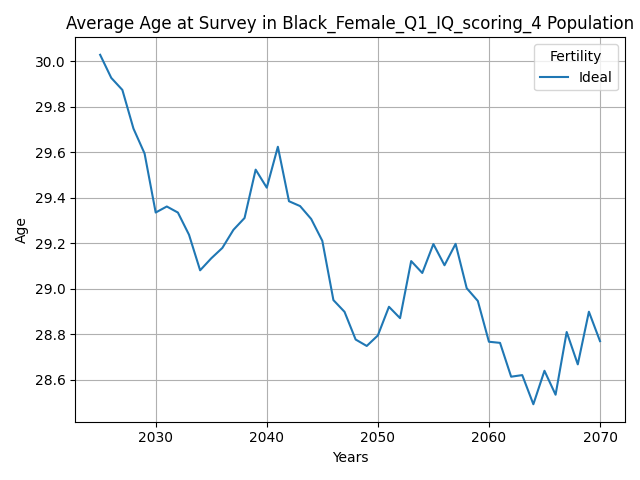 Average Age at Survey in Black_Female_Q1_IQ_scoring_4 Population
Fertility
Ideal
30.0
29.8
29.6
29.4
29.2
29.0
28.8
28.6
Age
2030 2040 2050 2060 2070
Years